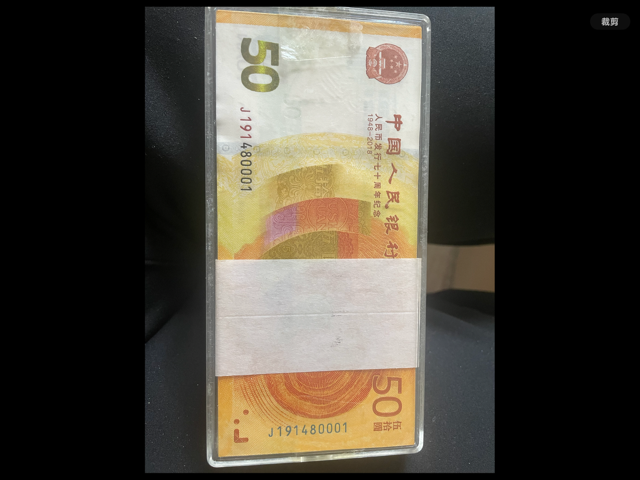 裁剪
50
J191480001
中国人民银行
人民币发行七十周年纪念
1948-2018
50
伍拾圆
J191480001